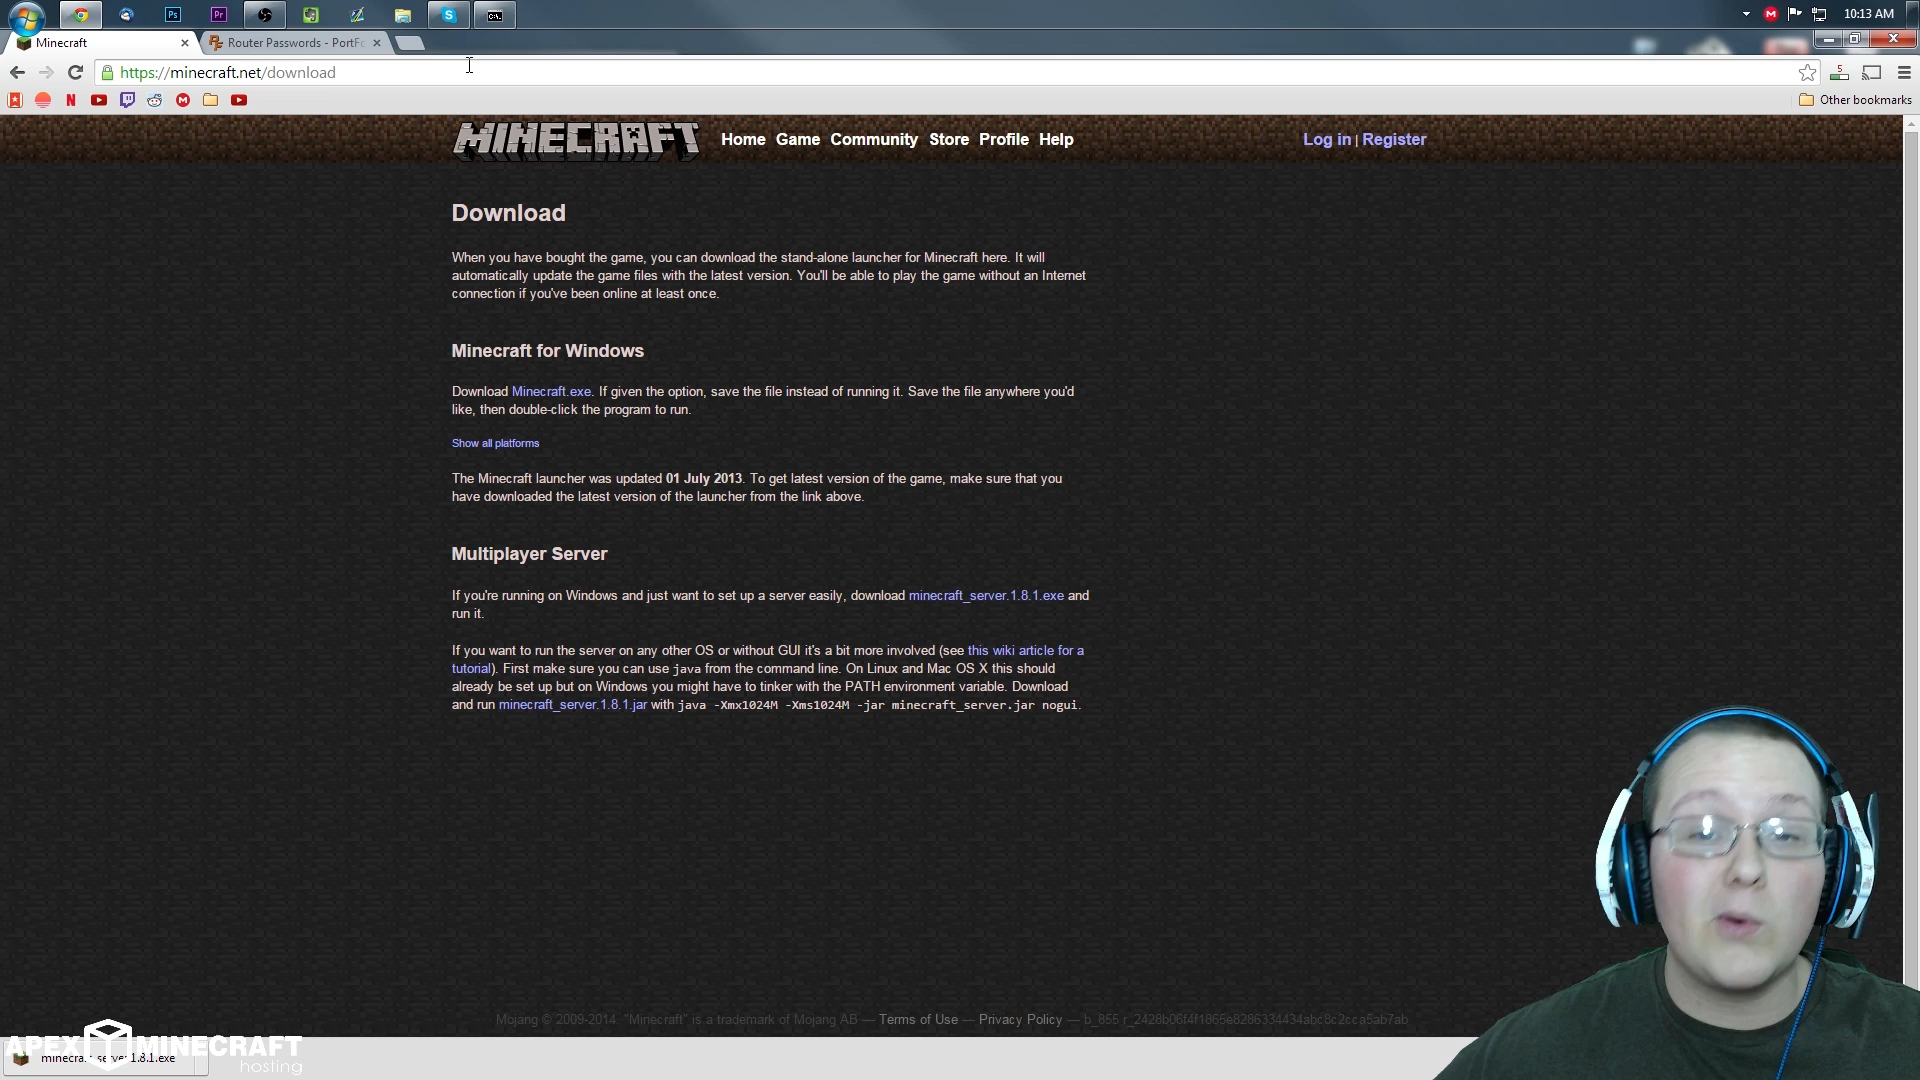 10:13 AM
Minecraft
Router Passwords - PortFo
https://minecraft.net/download
5
Other bookmarks
MINECRAFT
Home Game Community Store Profile Help
Log in | Register
Download
When you have bought the game, you can download the stand-alone launcher for Minecraft here. It will
automatically update the game files with the latest version. You'll be able to play the game without an Internet
connection if you've been online at least once.
Minecraft for Windows
Download Minecraft.exe. If given the option, save the file instead of running it. Save the file anywhere you'd
like, then double-click the program to run.
Show all platforms
The Minecraft launcher was updated 01 July 2013. To get latest version of the game, make sure that you
have downloaded the latest version of the launcher from the link above.
Multiplayer Server
If you're running on Windows and just want to set up a server easily, download minecraft_server.1.8.1.exe and
run it.
If you want to run the server on any other OS or without GUI it's a bit more involved (see this wiki article for a
tutorial). First make sure you can use java from the command line. On Linux and Mac OS X this should
already be set up but on Windows you might have to tinker with the PATH environment variable. Download
and run minecraft_server.1.8.1.jar with java -Xmx1024M -Xms1024M -jar minecraft_server.jar nogui.
Mojang © 2009-2014. "Minecraft" is a trademark of Mojang AB — Terms of Use — Privacy Policy — b_855 r_2428b06f4f1865e8286334434abc8c2cca5ab7ab
APEX MINECRAFT
hosting
minecraft_server.1.8.1.exe